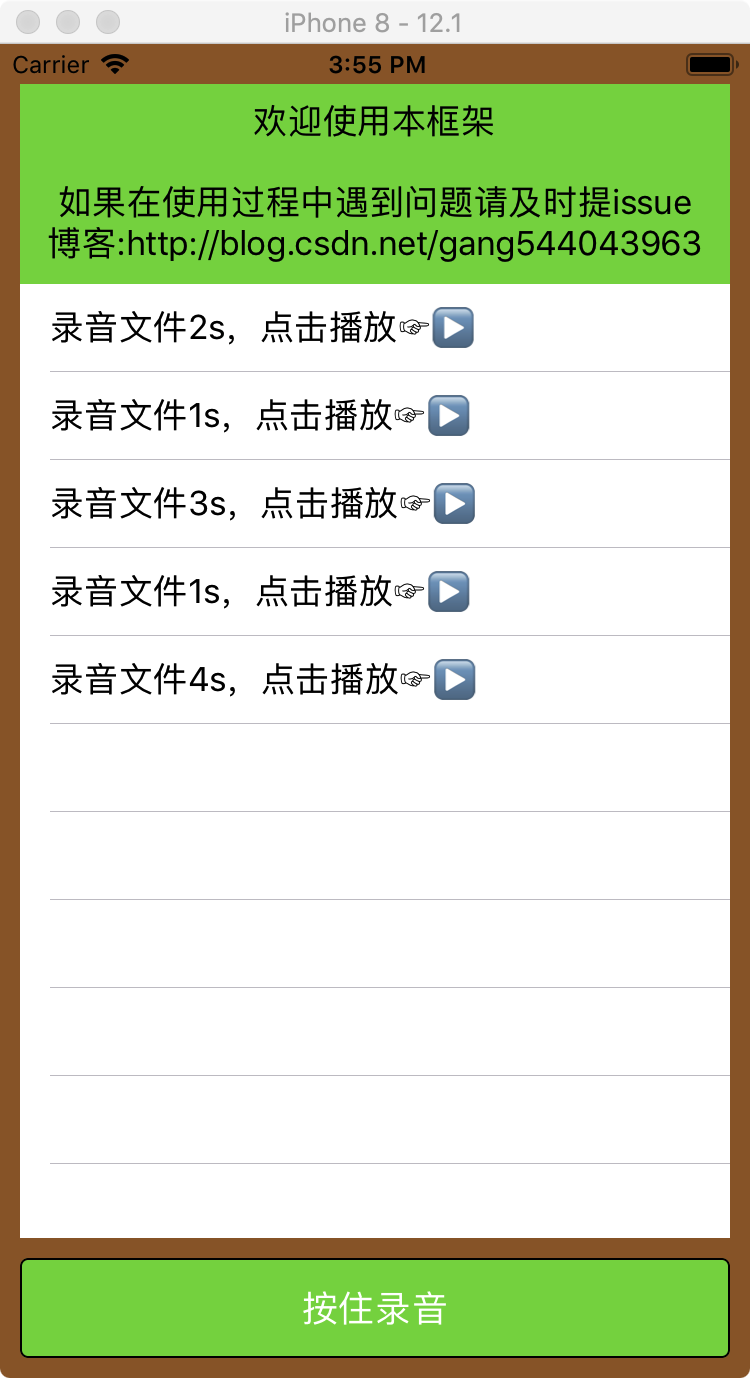 iPhone 8 - 12.1
Carrier 3:55 PM
欢迎使用本框架
如果在使用过程中遇到问题请及时提issue
博客:http://blog.csdn.net/gang544043963
录音文件2s，点击播放☞▶️
录音文件1s，点击播放☞▶️
录音文件3s，点击播放☞▶️
录音文件1s，点击播放☞▶️
录音文件4s，点击播放☞▶️
按住录音